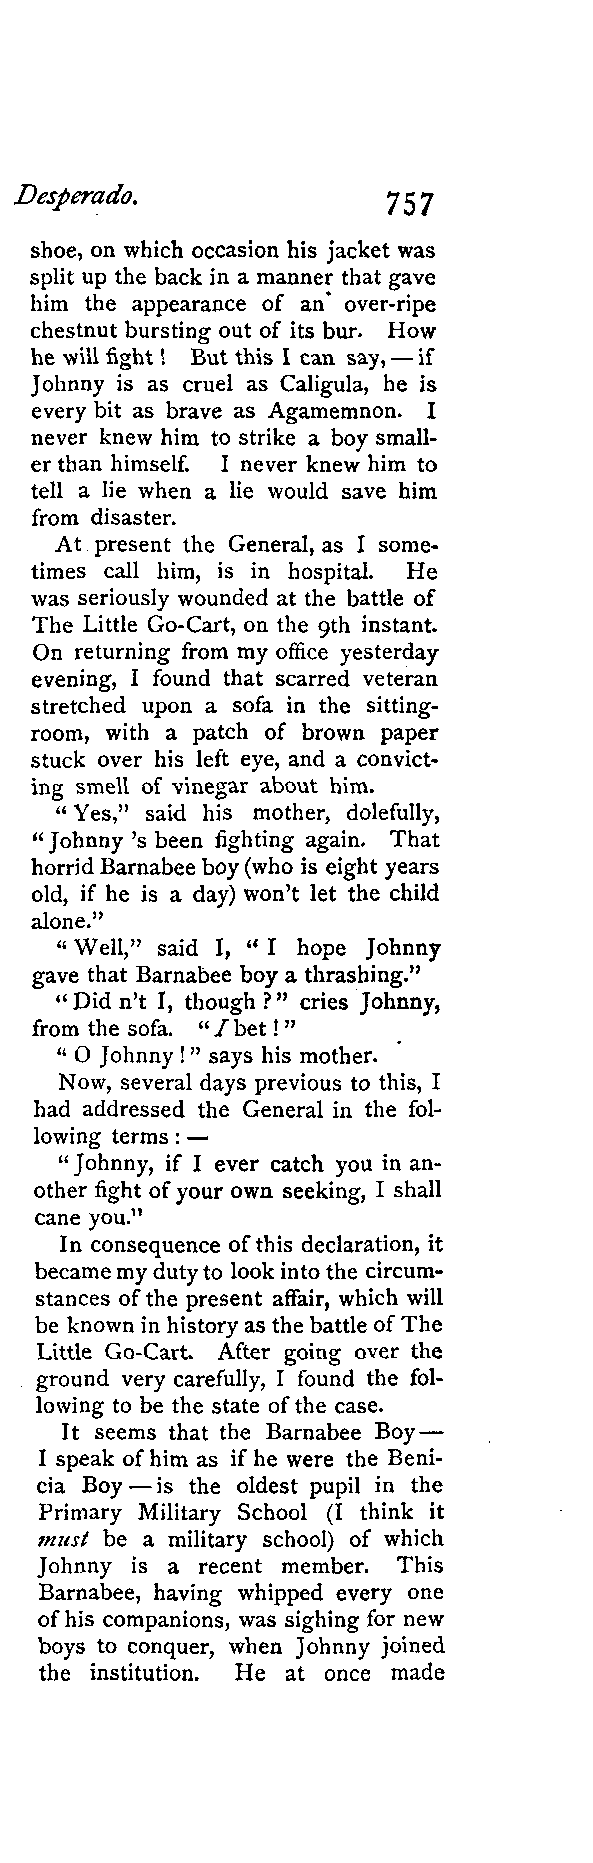 Desperado. 757
shoe, on which occasion his jacket was
split up the back in a manner that gave
him the appearance of an over-ripe
chestnut bursting out of its bur. How
he will fight! But this I can say, — if
Johnny is as cruel as Caligula, he is
every bit as brave as Agamemnon. I
never knew him to strike a boy small-
er than himself. I never knew him to
tell a lie when a lie would save him
from disaster.
At present the General, as I some-
times call him, is in hospital. He
was seriously wounded at the battle of
The Little Go-Cart, on the 9th instant.
On returning from my office yesterday
evening, I found that scarred veteran
stretched upon a sofa in the sitting-
room, with a patch of brown paper
stuck over his left eye, and a convict-
ing smell of vinegar about him.
"Yes," said his mother, dolefully,
"Johnny 's been fighting again. That
horrid Barnabee boy (who is eight years
old, if he is a day) won't let the child
alone."
"Well," said I, "I hope Johnny
gave that Barnabee boy a thrashing."
"Did n't I, though?" cries Johnny,
from the sofa. "I bet!"
"O Johnny!" says his mother.
Now, several days previous to this, I
had addressed the General in the fol-
lowing terms: —
"Johnny, if I ever catch you in an-
other fight of your own seeking, I shall
cane you."
In consequence of this declaration, it
became my duty to look into the circum-
stances of the present affair, which will
be known in history as the battle of The
Little Go-Cart. After going over the
ground very carefully, I found the fol-
lowing to be the state of the case.
It seems that the Barnabee Boy —
I speak of him as if he were the Beni-
cia Boy — is the oldest pupil in the
Primary Military School (I think it
must be a military school) of which
Johnny is a recent member. This
Barnabee, having whipped every one
of his companions, was sighing for new
boys to conquer, when Johnny joined
the institution. He at once made